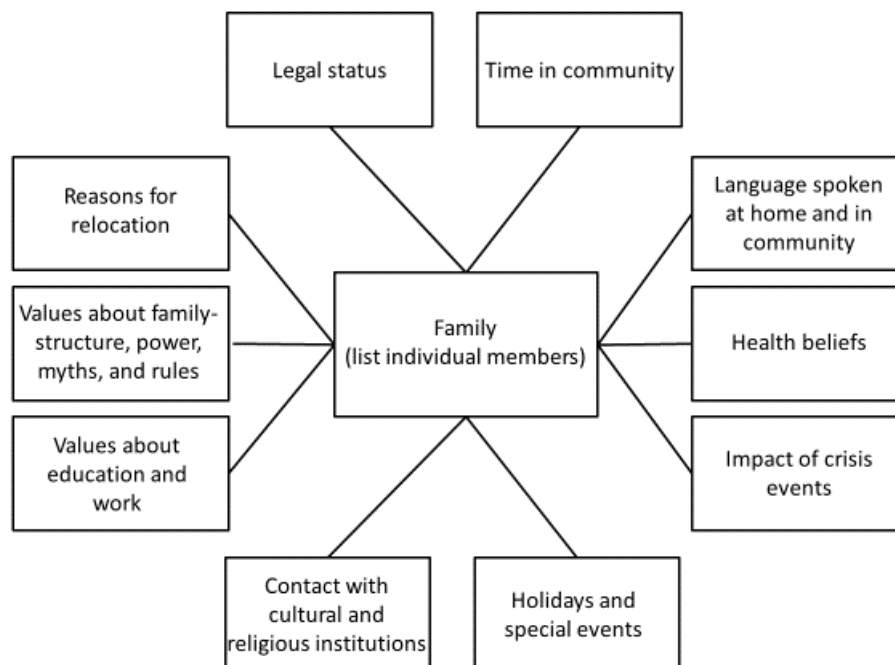 Legal status
Time in community
Reasons for
relocation
Language spoken
at home and in
community
Values about family-
structure, power,
myths, and rules
Family
(list individual members)
Health beliefs
Values about
education and
work
Impact of crisis
events
Contact with
cultural and
religious institutions
Holidays and
special events